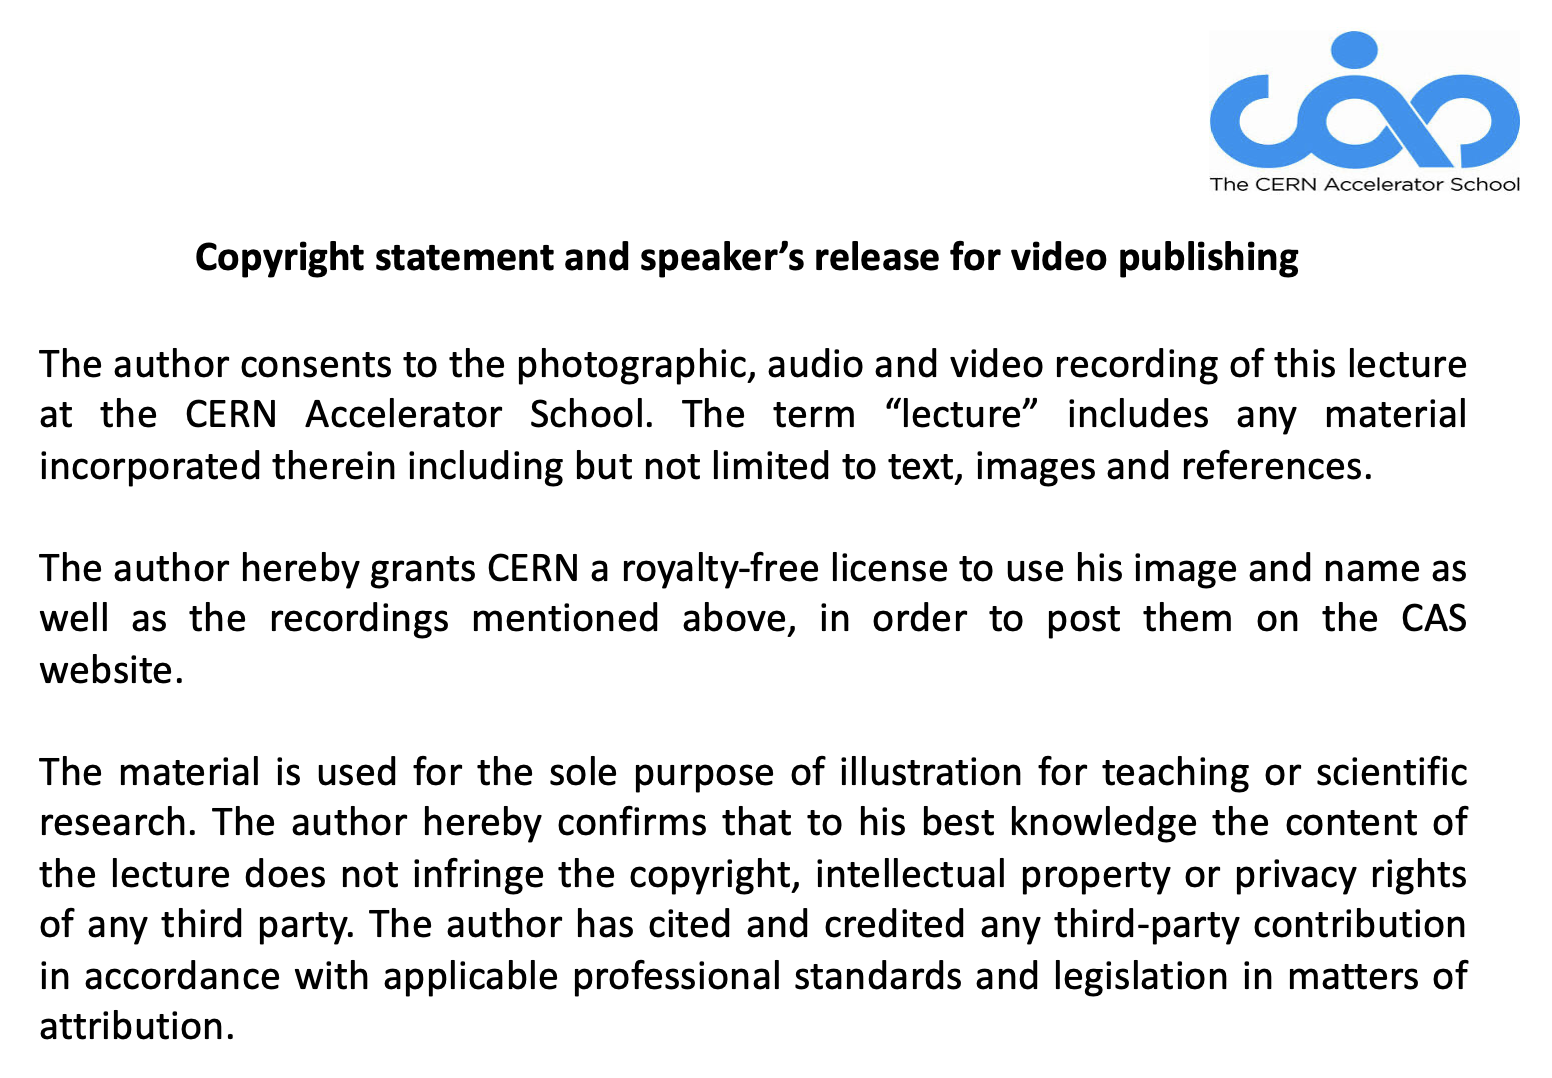 The CERN Accelerator School
Copyright statement and speaker’s release for video publishing
The author consents to the photographic, audio and video recording of this lecture
at the CERN Accelerator School. The term “lecture” includes any material
incorporated therein including but not limited to text, images and references.
The author hereby grants CERN a royalty-free license to use his image and name as
well as the recordings mentioned above, in order to post them on the CAS
website.
The material is used for the sole purpose of illustration for teaching or scientific
research. The author hereby confirms that to his best knowledge the content of
the lecture does not infringe the copyright, intellectual property or privacy rights
of any third party. The author has cited and credited any third-party contribution
in accordance with applicable professional standards and legislation in matters of
attribution.